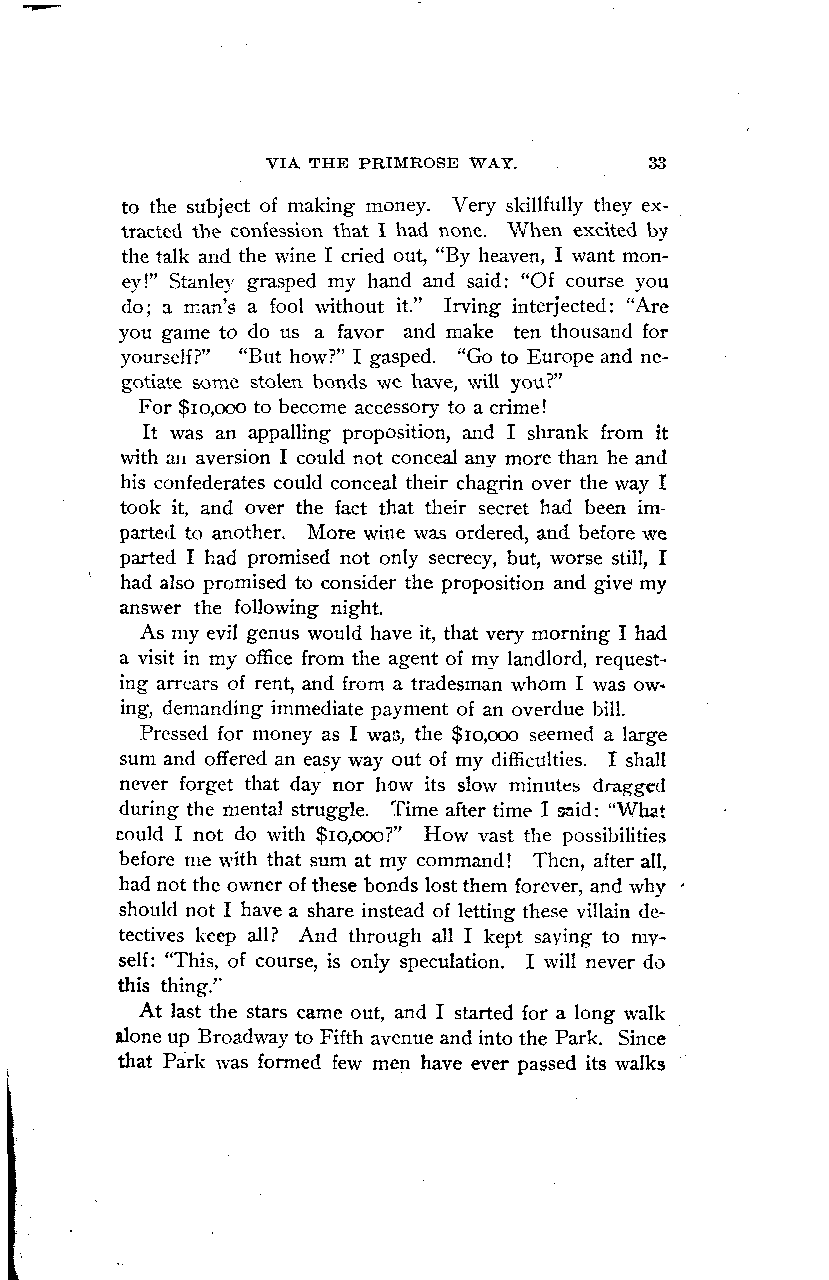 VIA THE PRIMROSE WAY. 33
to the subject of making money. Very skillfully they ex-
tracted the confession that I had none. When excited by
the talk and the wine I cried out, “By heaven, I want mon-
ey!” Stanley grasped my hand and said: “Of course you
do; a man’s a fool without it.” Irving interjected: “Are
you game to do us a favor and make ten thousand for
yourself?” “But how?” I gasped. “Go to Europe and ne-
gotiate some stolen bonds we have, will you?”
For $10,000 to become accessory to a crime!
It was an appalling proposition, and I shrank from it
with an aversion I could not conceal any more than he and
his confederates could conceal their chagrin over the way I
took it, and over the fact that their secret had been im-
parted to another. More wine was ordered, and before we
parted I had promised not only secrecy, but, worse still, I
had also promised to consider the proposition and give my
answer the following night.
As my evil genus would have it, that very morning I had
a visit in my office from the agent of my landlord, request-
ing arrears of rent, and from a tradesman whom I was ow-
ing, demanding immediate payment of an overdue bill.
Pressed for money as I was, the $10,000 seemed a large
sum and offered an easy way out of my difficulties. I shall
never forget that day nor how its slow minutes dragged
during the mental struggle. Time after time I said: “What
could I not do with $10,000?” How vast the possibilities
before me with that sum at my command! Then, after all,
had not the owner of these bonds lost them forever, and why
should not I have a share instead of letting these villain de-
tectives keep all? And through all I kept saying to my-
self: “This, of course, is only speculation. I will never do
this thing.”
At last the stars came out, and I started for a long walk
alone up Broadway to Fifth avenue and into the Park. Since
that Park was formed few men have ever passed its walks